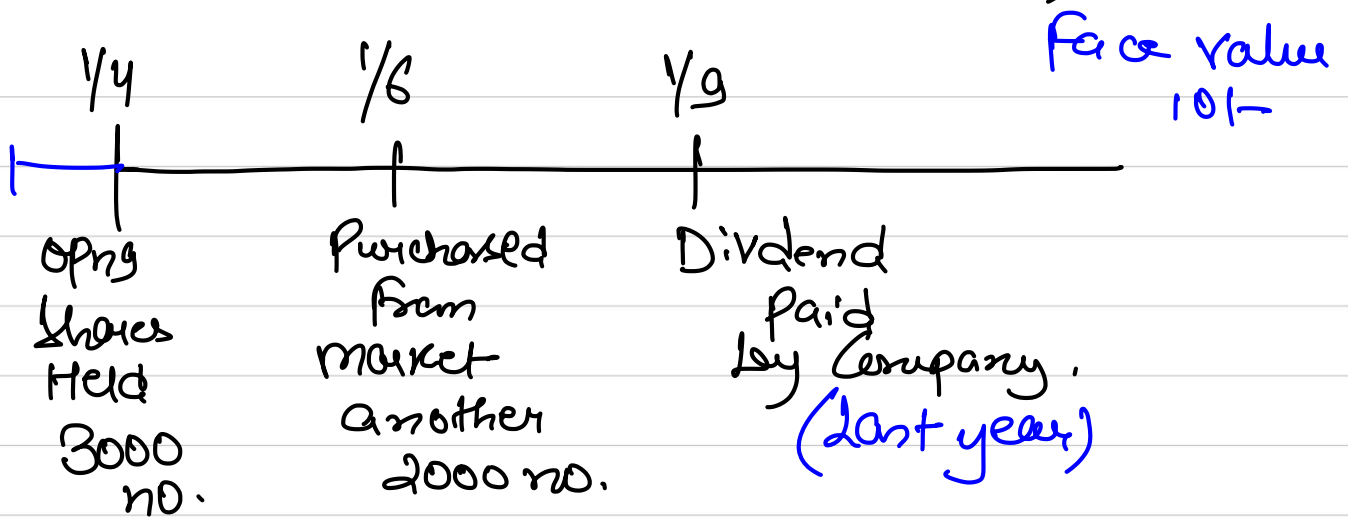 Face value
10/-
1/4
1/6
1/9
opng
shares
Held
3000
no.
Purchased
from
market
another
2000 no.
Dividend
Paid
by Company.
(Last year)